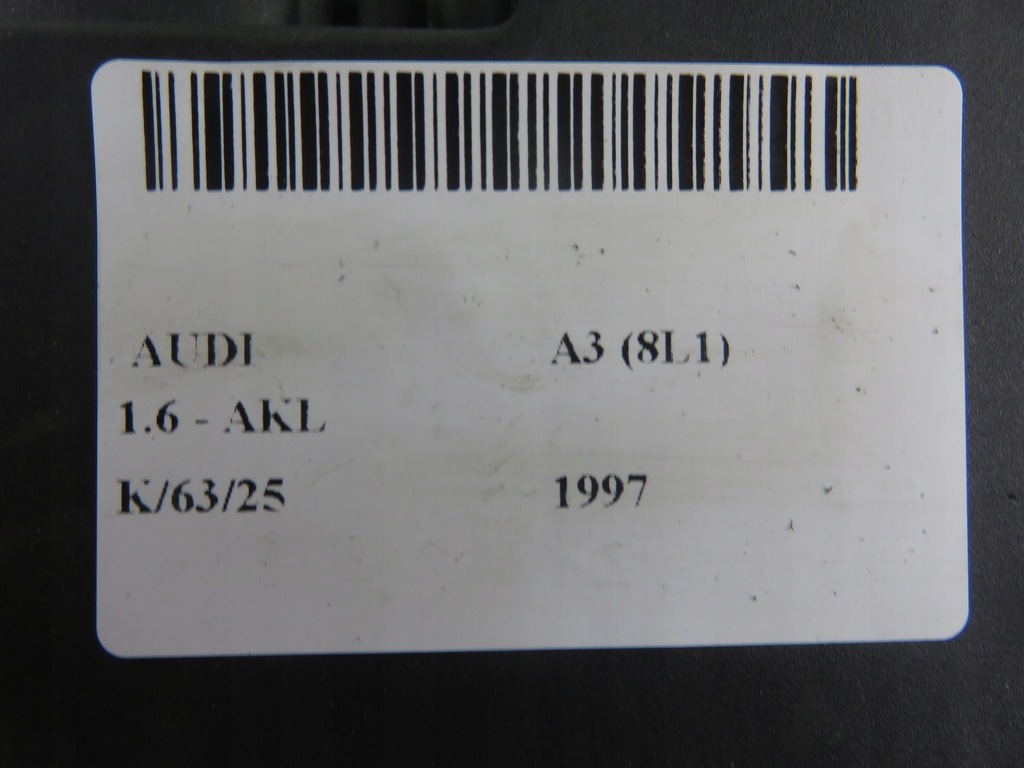 AUDI A3 (8L1)
1.6 - AKL
K/63/25 1997